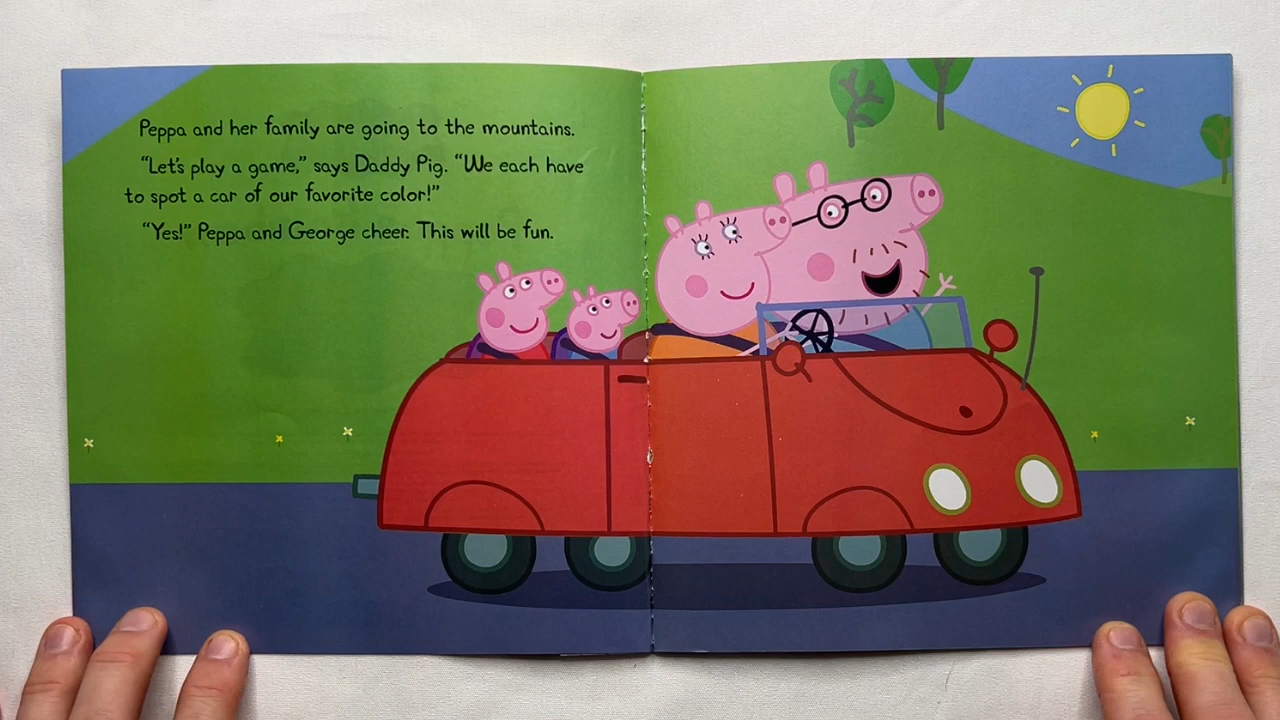 Peppa and her family are going to the mountains.
“Let’s play a game,” says Daddy Pig. “We each have
to spot a car of our favorite color!”
“Yes!” Peppa and George cheer. This will be fun.